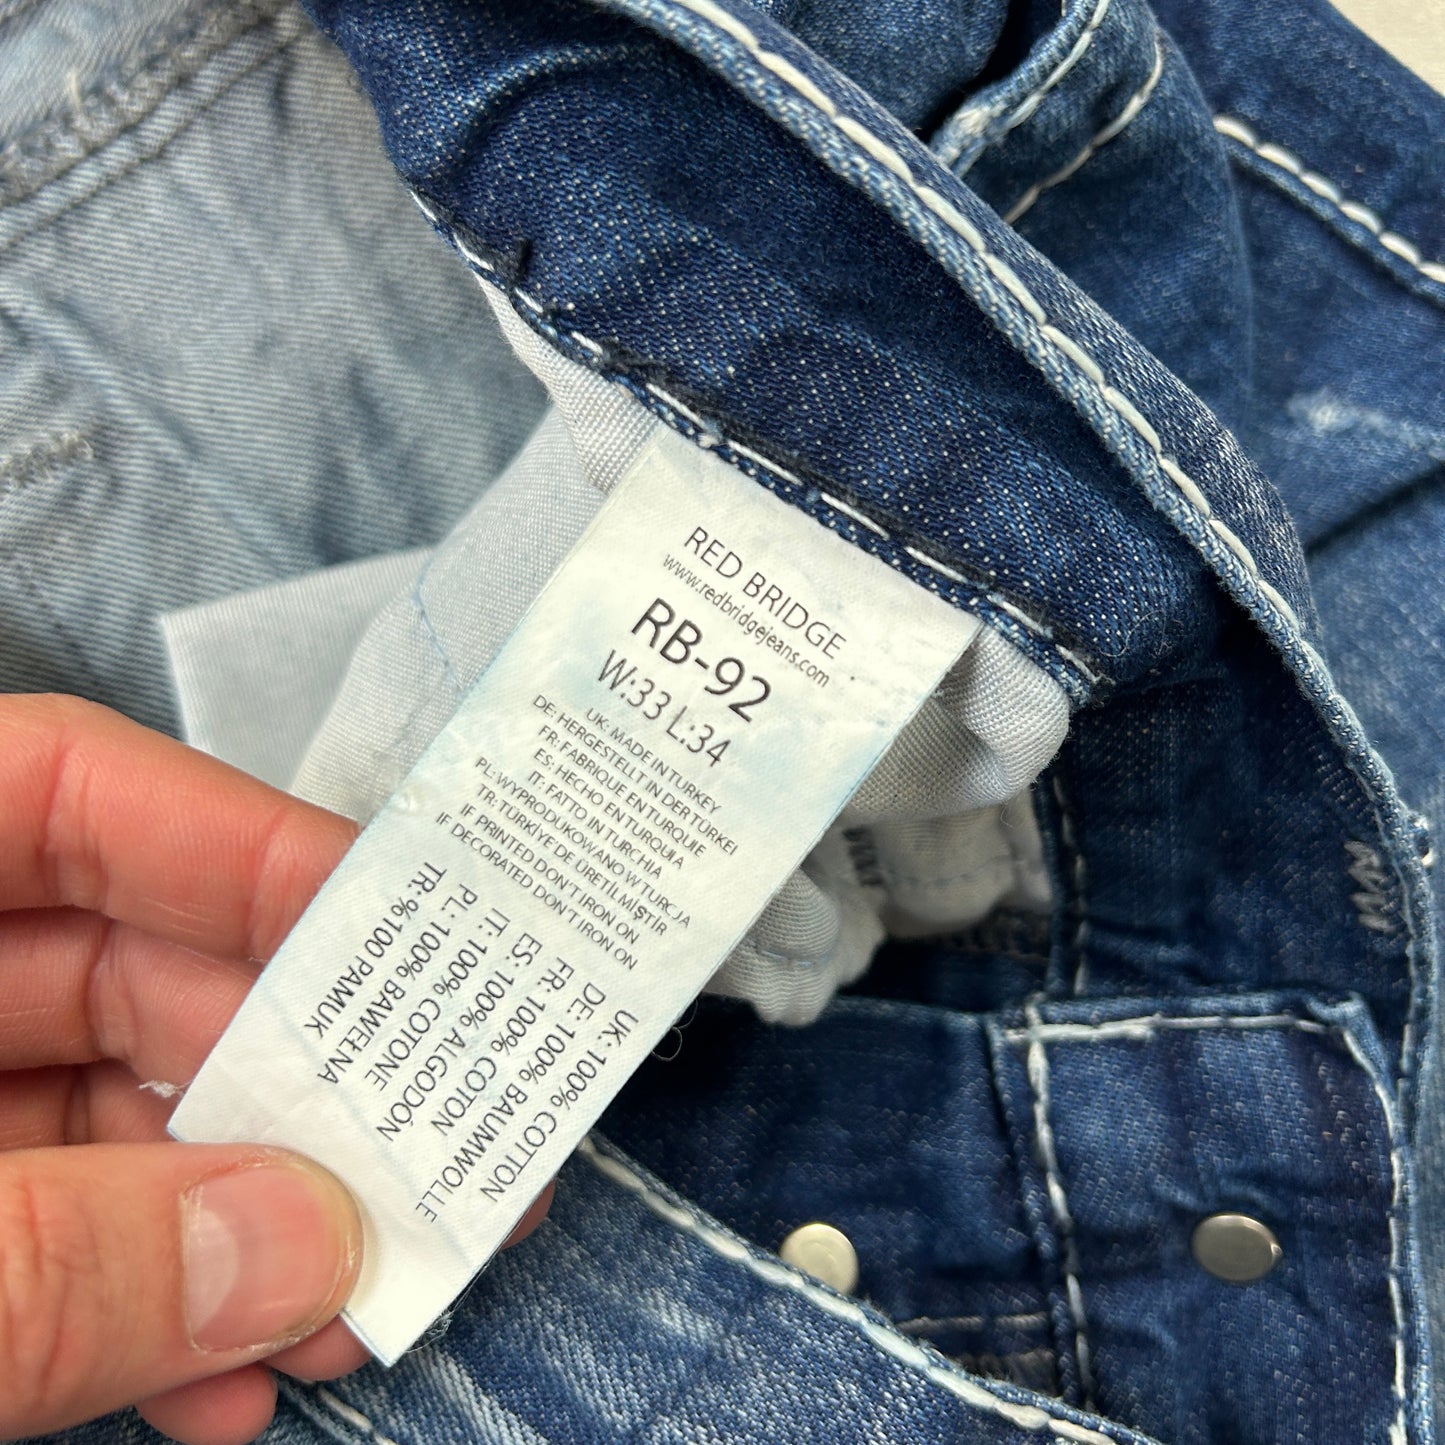 RED BRIDGE
www.redbridgejeans.com
RB-92
W:33 L:34
UK: MADE IN TURKEY
DE: HERGESTELLT IN DER TÜRKEI
FR: FABRIQUE EN TURQUIE
ES: HECHO EN TURQUIA
IT: FATTO IN TURCHIA
PL: WYPRODUKOWANO W TURCJA
TR: TÜRKİYE'DE ÜRETİLMİŞTİR
IF PRINTED DON'T IRON ON
IF DECORATED DON'T IRON ON
UK: 100% COTTON
DE: 100% BAUMWOLLE
FR: 100% COTON
ES: 100% ALGODÓN
IT: 100% COTONE
PL: 100% BAWEŁNA
TR: %100 PAMUK